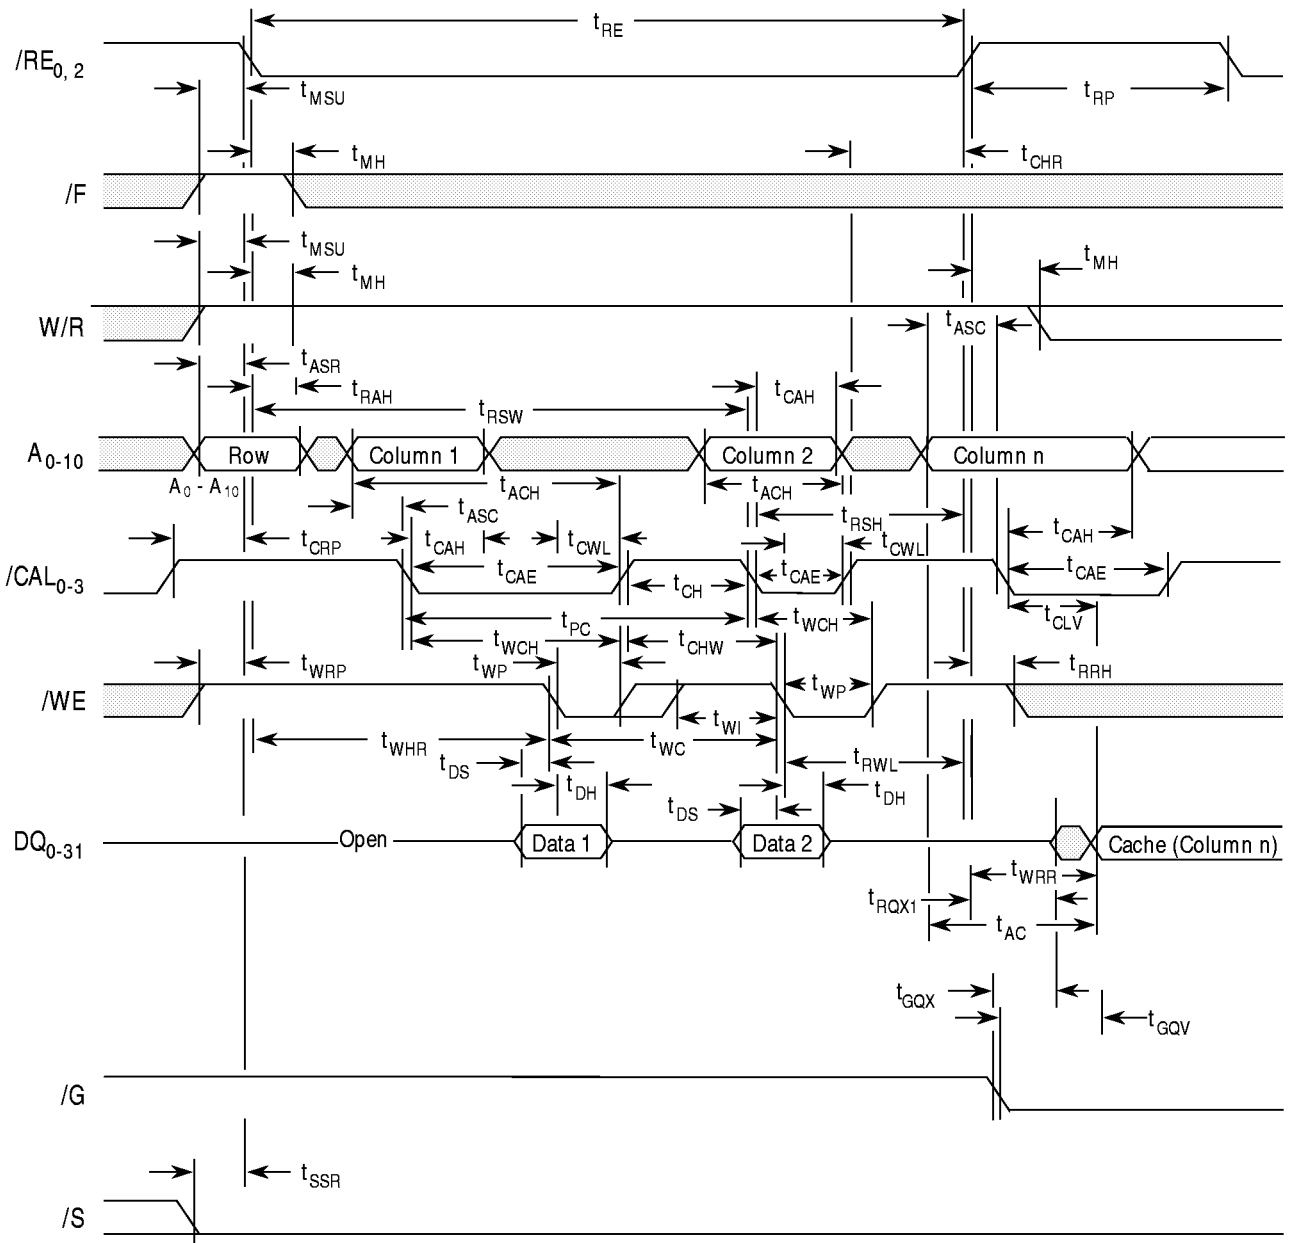 tRE
/RE0, 2
tMSU
tRP
tMH
tCHR
/F
tMSU
tMH
tMH
W/R
tASC
tASR
tRAH
tCAH
tRSW
A0-10
Row
Column 1
Column 2
Column n
A0 - A10
tACH
tACH
tASC
tRSH
tCRP
tCAH
tCWL
tCWL
tCAH
/CAL0-3
tCAE
tCAE
tCAE
tCH
tPC
tWCH
tCLV
tWCH
tCHW
tWRP
tWP
tRRH
/WE
tWP
tWI
tWHR
tWC
tDS
tRWL
tDH
tDH
tDS
DQ0-31
Open
Data 1
Data 2
Cache (Column n)
tWRR
tRQX1
tAC
tGQX
tGQV
/G
tSSR
/S